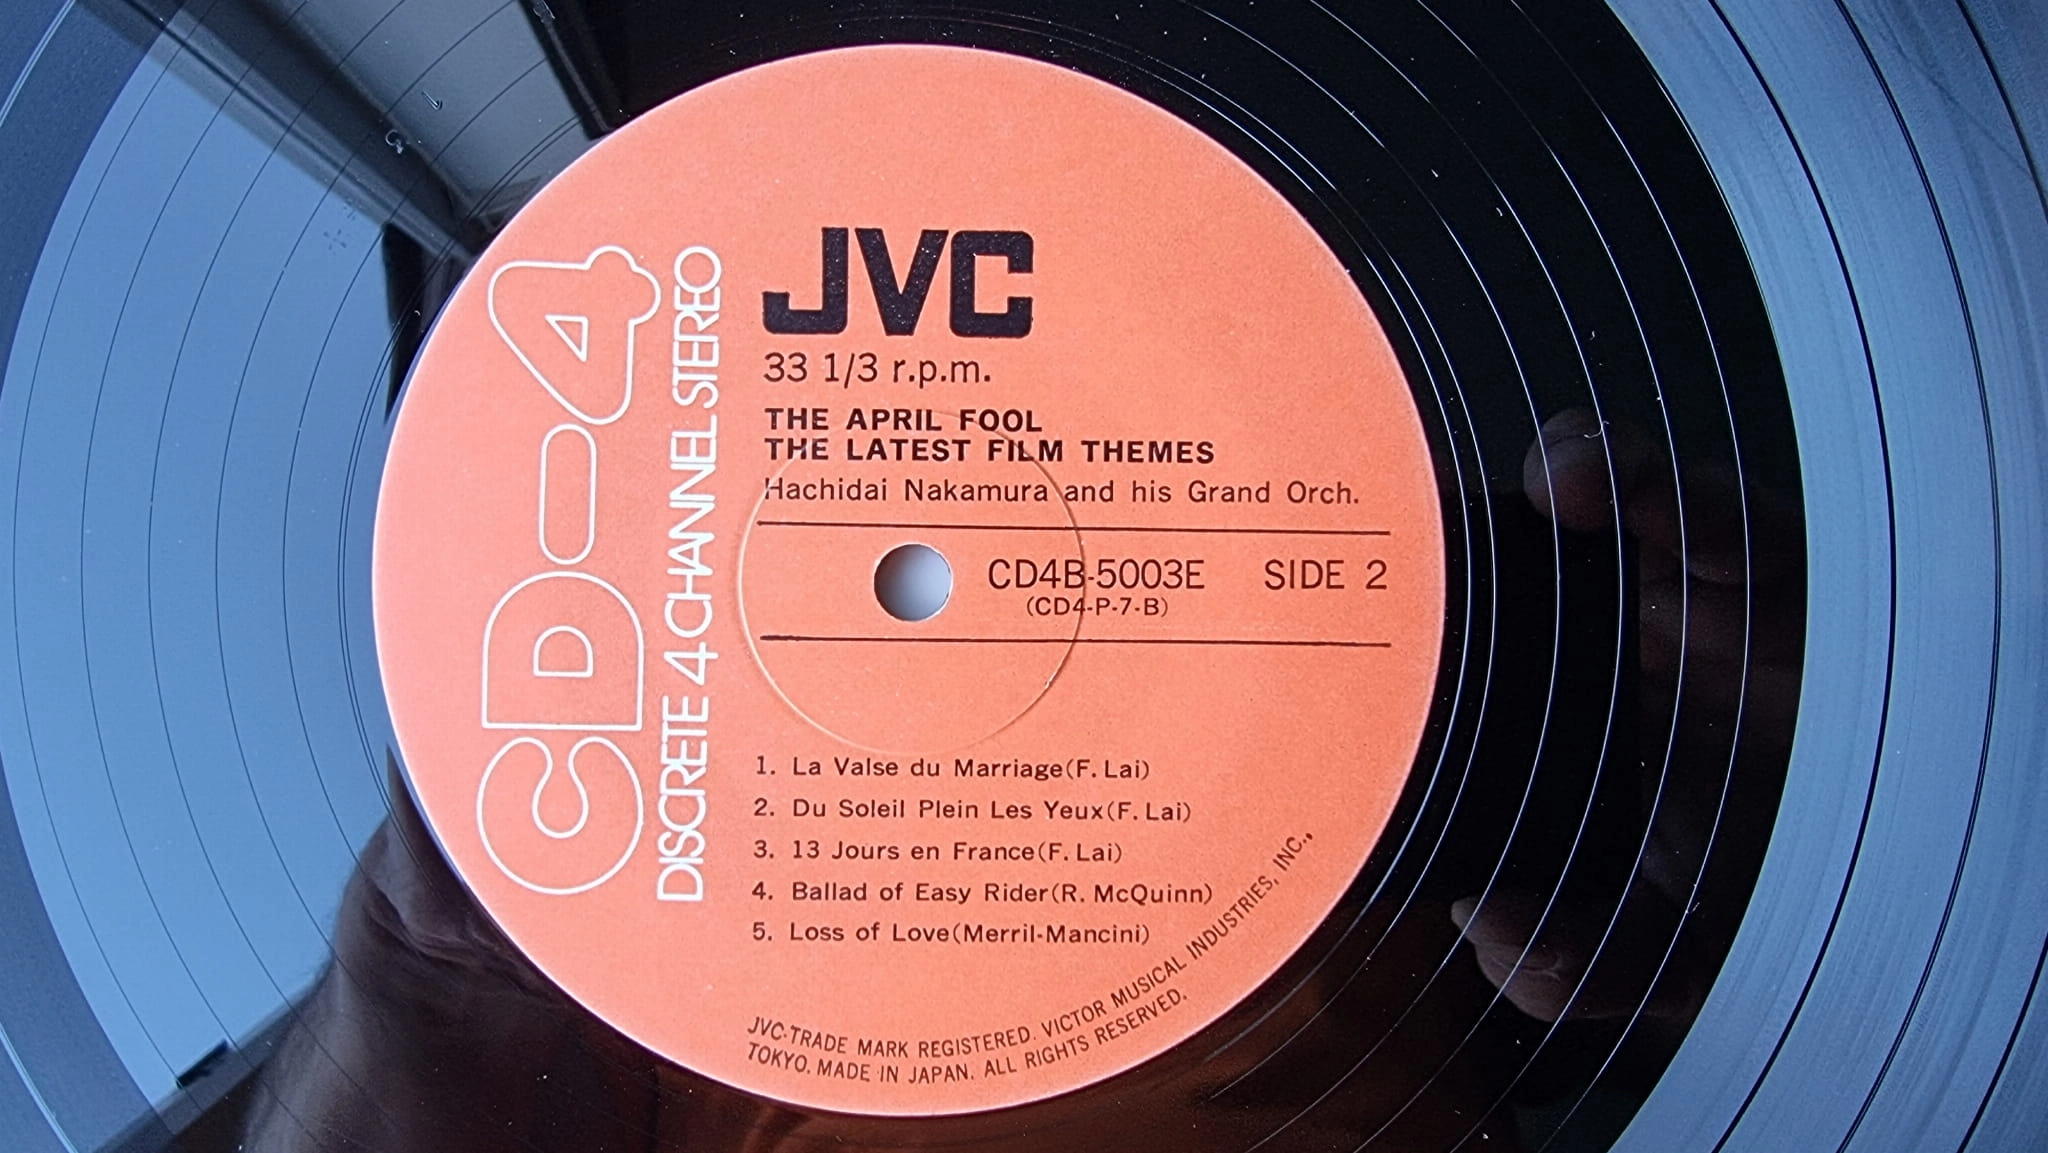 CD-4
DISCRETE 4 CHANNEL STEREO
JVC
33 1/3 r.p.m.
THE APRIL FOOL
THE LATEST FILM THEMES
Hachidai Nakamura and his Grand Orch.
CD4B-5003E SIDE 2
(CD4-P-7-B)
1. La Valse du Marriage(F. Lai)
2. Du Soleil Plein Les Yeux(F. Lai)
3. 13 Jours en France(F. Lai)
4. Ballad of Easy Rider(R. McQuinn)
5. Loss of Love(Merril-Mancini)
JVC-TRADE MARK REGISTERED. VICTOR MUSICAL INDUSTRIES, INC.,
TOKYO. MADE IN JAPAN. ALL RIGHTS RESERVED.